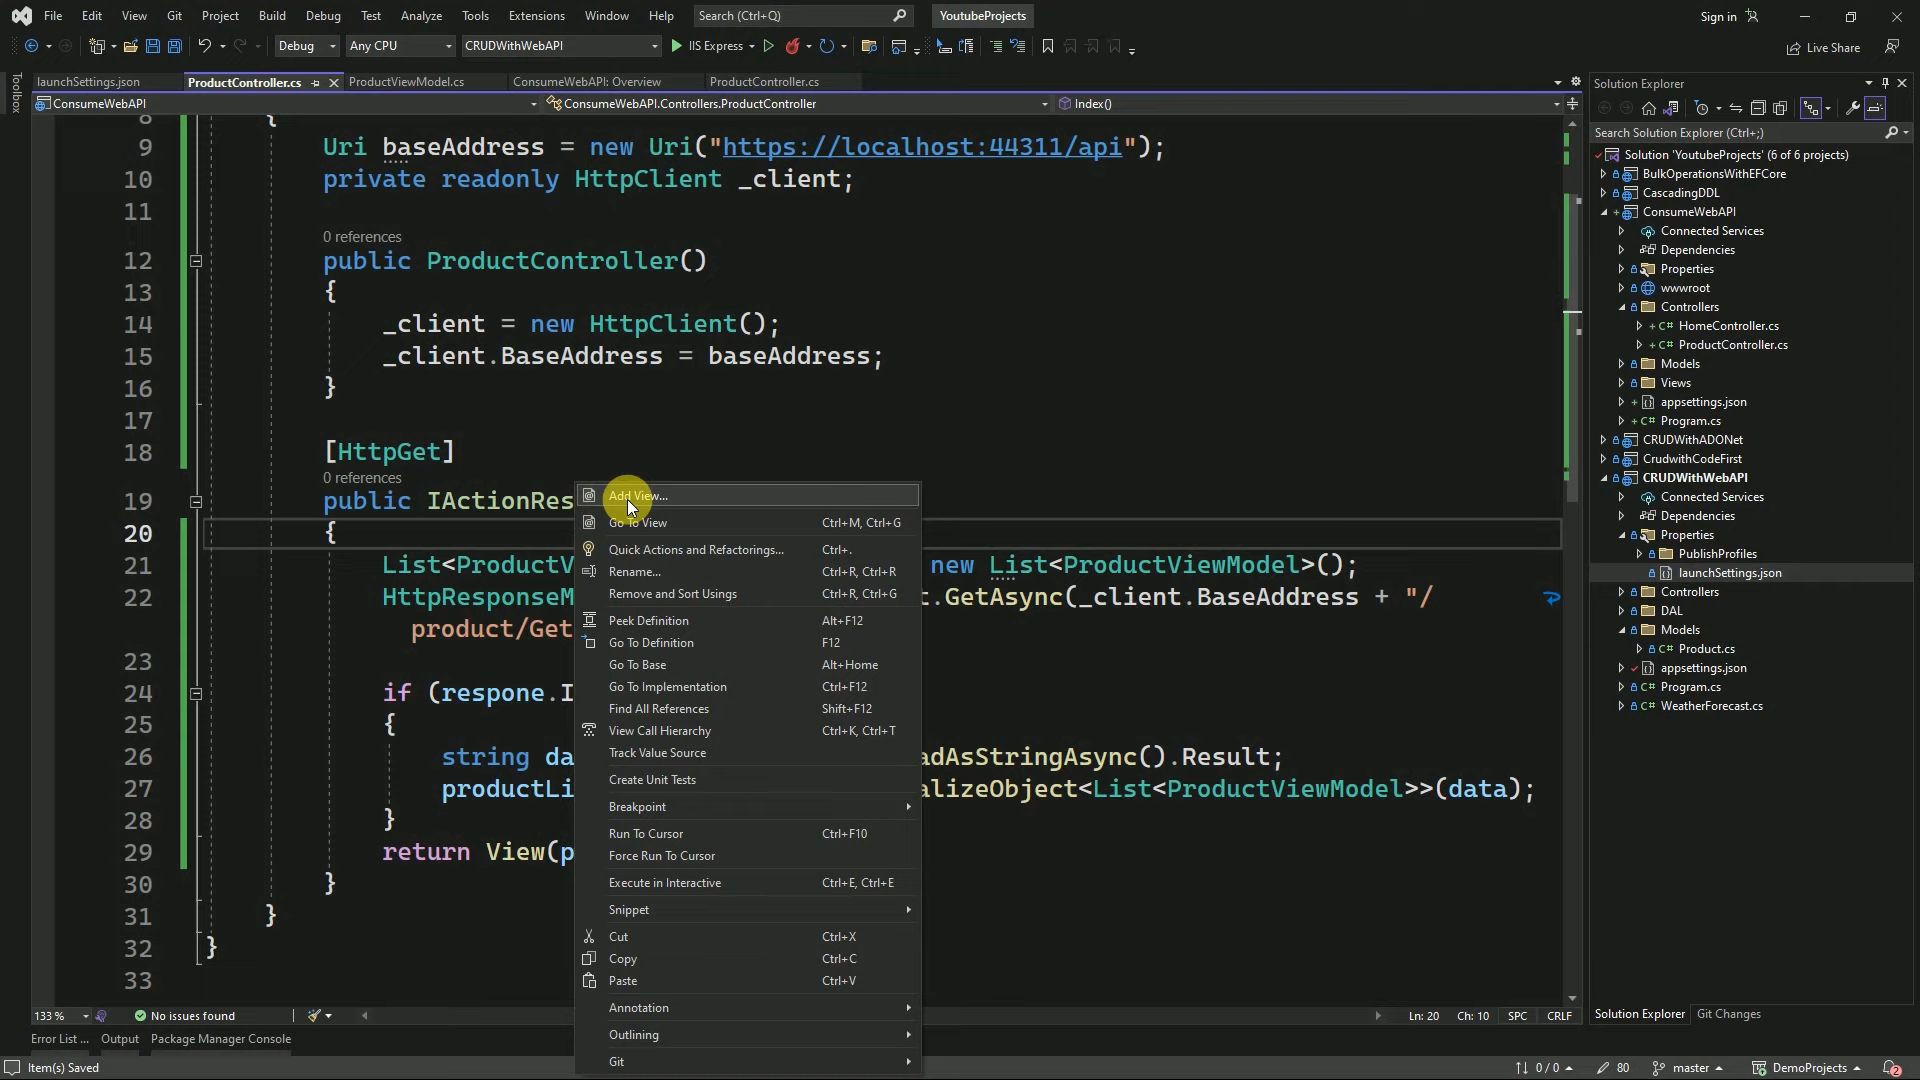 File Edit View Git Project Build Debug Test Analyze Tools Extensions Window Help Search (Ctrl+Q) YoutubeProjects Sign in
Debug Any CPU CRUDWithWebAPI IIS Express Live Share
Toolbox
launchSettings.json ProductController.cs ProductViewModel.cs ConsumeWebAPI: Overview ProductController.cs
ConsumeWebAPI ConsumeWebAPI.Controllers.ProductController Index()
8 {
9 Uri baseAddress = new Uri("https://localhost:44311/api");
10 private readonly HttpClient _client;
11
0 references
12 public ProductController()
13 {
14 _client = new HttpClient();
15 _client.BaseAddress = baseAddress;
16 }
17
18 [HttpGet]
0 references
19 public IActionRes
20 {
21 List<ProductV new List<ProductViewModel>();
22 HttpResponseM t.GetAsync(_client.BaseAddress + "/
product/Get
23
24 if (respone.I
25 {
26 string da adAsStringAsync().Result;
27 productLi alizeObject<List<ProductViewModel>>(data);
28 }
29 return View(p
30 }
31 }
32 }
33
Add View...
Go To View Ctrl+M, Ctrl+G
Quick Actions and Refactorings... Ctrl+.
Rename... Ctrl+R, Ctrl+R
Remove and Sort Usings Ctrl+R, Ctrl+G
Peek Definition Alt+F12
Go To Definition F12
Go To Base Alt+Home
Go To Implementation Ctrl+F12
Find All References Shift+F12
View Call Hierarchy Ctrl+K, Ctrl+T
Track Value Source
Create Unit Tests
Breakpoint
Run To Cursor Ctrl+F10
Force Run To Cursor
Execute in Interactive Ctrl+E, Ctrl+E
Snippet
Cut Ctrl+X
Copy Ctrl+C
Paste Ctrl+V
Annotation
Outlining
Git
Solution Explorer
Search Solution Explorer (Ctrl+;)
Solution 'YoutubeProjects' (6 of 6 projects)
BulkOperationsWithEFCore
CascadingDDL
ConsumeWebAPI
Connected Services
Dependencies
Properties
wwwroot
Controllers
HomeController.cs
ProductController.cs
Models
Views
appsettings.json
Program.cs
CRUDWithADONet
CrudwithCodeFirst
CRUDWithWebAPI
Connected Services
Dependencies
Properties
PublishProfiles
launchSettings.json
Controllers
DAL
Models
Product.cs
appsettings.json
Program.cs
WeatherForecast.cs
Solution Explorer Git Changes
133 % No issues found Ln: 20 Ch: 10 SPC CRLF
Error List ... Output Package Manager Console
Item(s) Saved 0 / 0 80 master DemoProjects 2